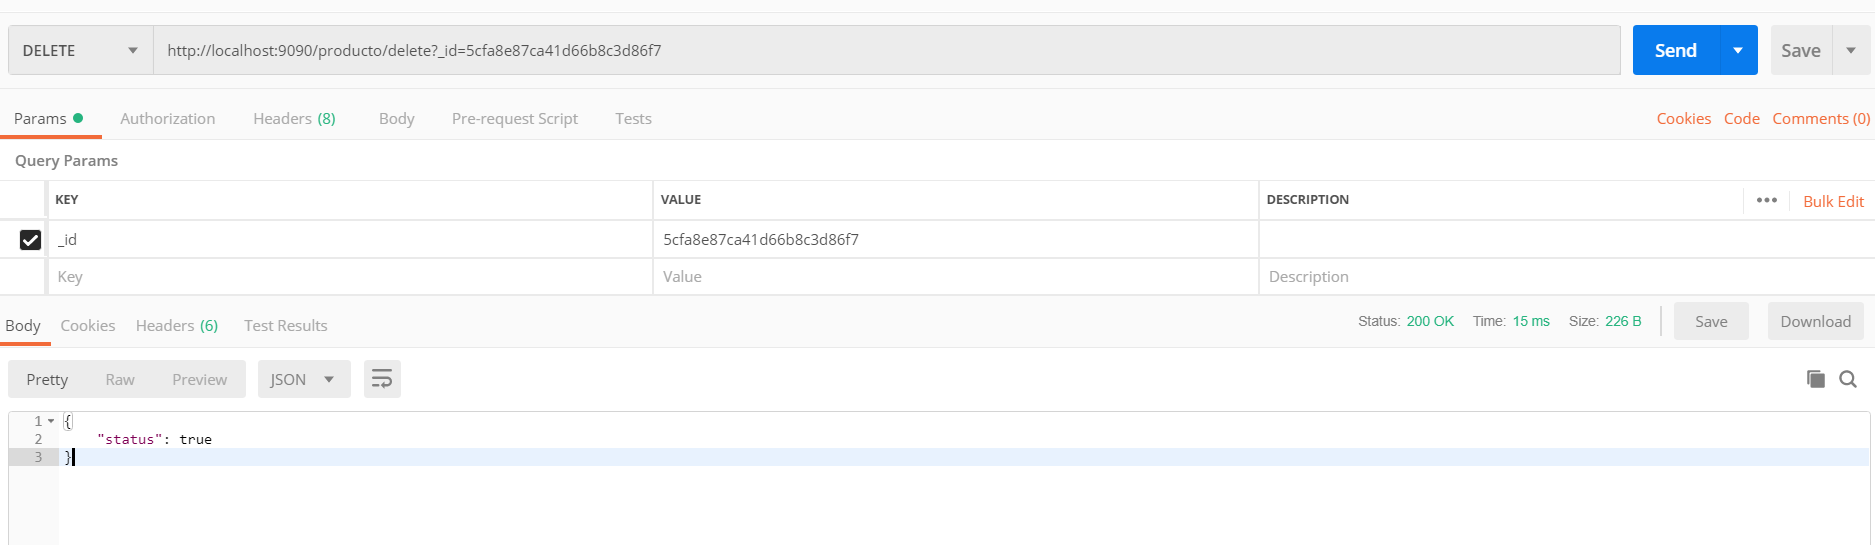 DELETE http://localhost:9090/producto/delete?_id=5cfa8e87ca41d66b8c3d86f7 Send Save
Params Authorization Headers (8) Body Pre-request Script Tests Cookies Code Comments (0)
Query Params
KEY VALUE DESCRIPTION Bulk Edit
_id 5cfa8e87ca41d66b8c3d86f7
Key Value Description
Body Cookies Headers (6) Test Results Status: 200 OK Time: 15 ms Size: 226 B Save Download
Pretty Raw Preview JSON
1 {
2 "status": true
3 }